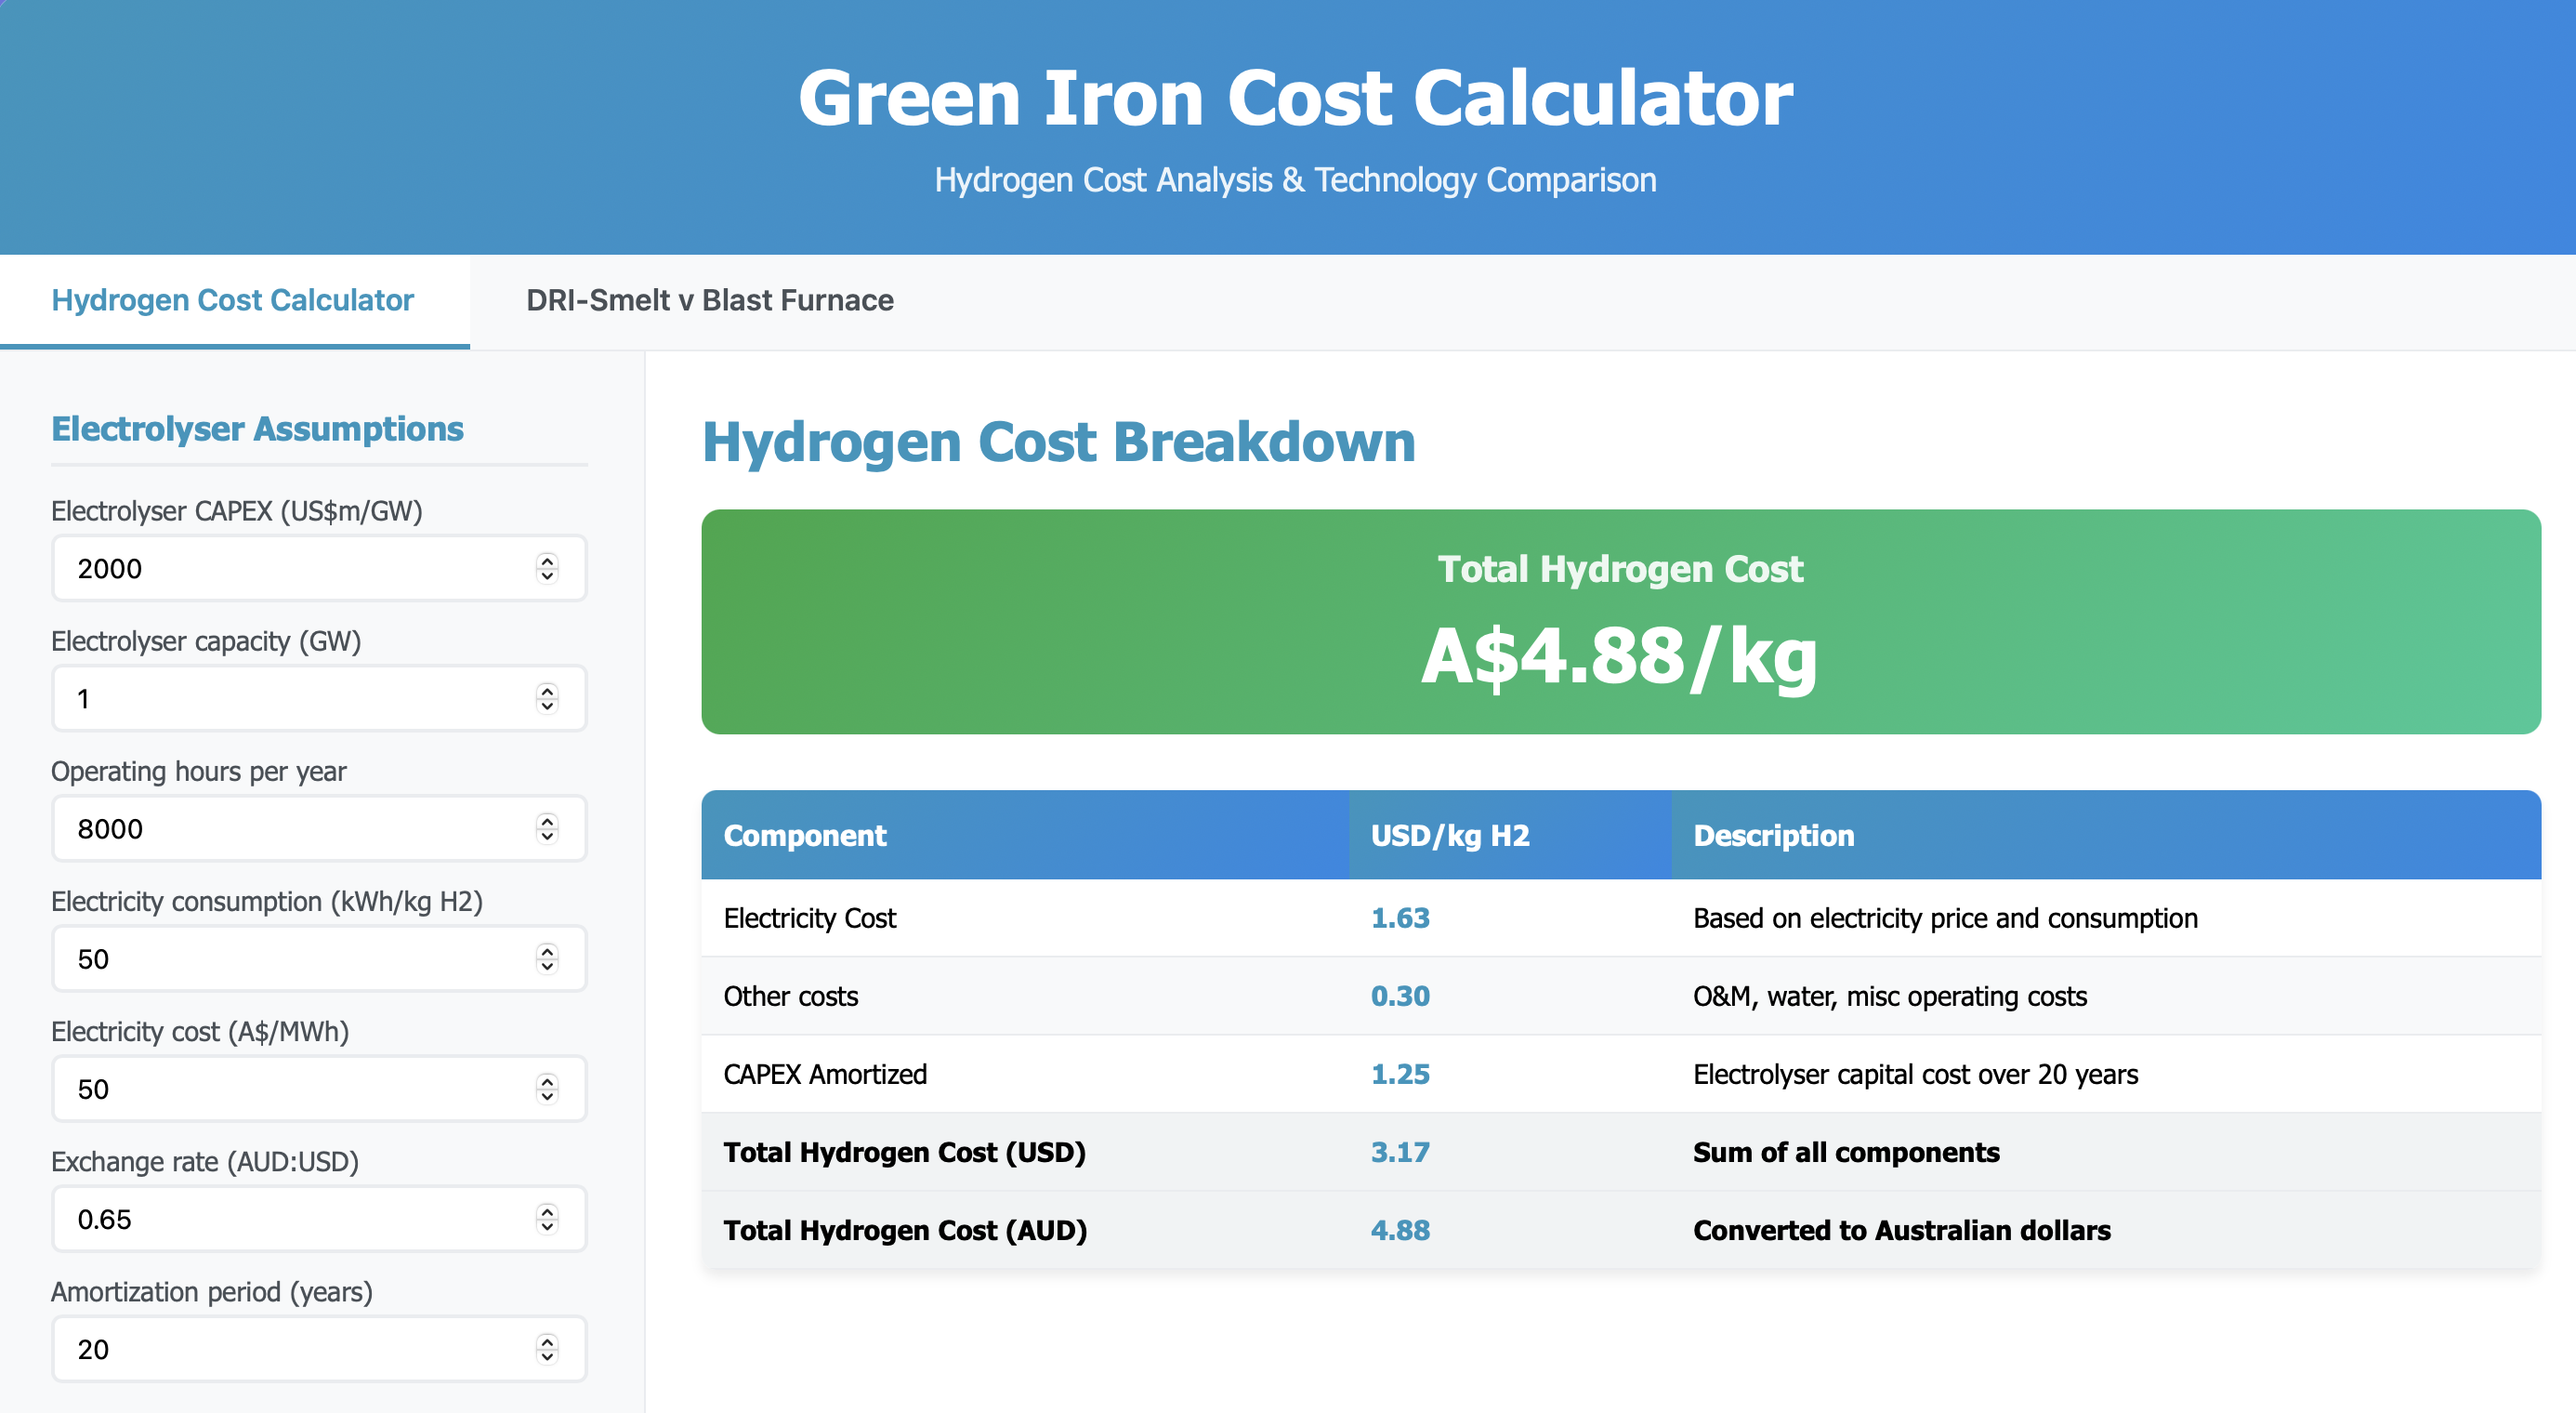 Green Iron Cost Calculator
Hydrogen Cost Analysis & Technology Comparison
Hydrogen Cost Calculator
DRI-Smelt v Blast Furnace
Electrolyser Assumptions
Electrolyser CAPEX (US$m/GW)
2000
Electrolyser capacity (GW)
1
Operating hours per year
8000
Electricity consumption (kWh/kg H2)
50
Electricity cost (A$/MWh)
50
Exchange rate (AUD:USD)
0.65
Amortization period (years)
20
Hydrogen Cost Breakdown
Total Hydrogen Cost
A$4.88/kg
Component USD/kg H2 Description
Electricity Cost 1.63 Based on electricity price and consumption
Other costs 0.30 O&M, water, misc operating costs
CAPEX Amortized 1.25 Electrolyser capital cost over 20 years
Total Hydrogen Cost (USD) 3.17 Sum of all components
Total Hydrogen Cost (AUD) 4.88 Converted to Australian dollars